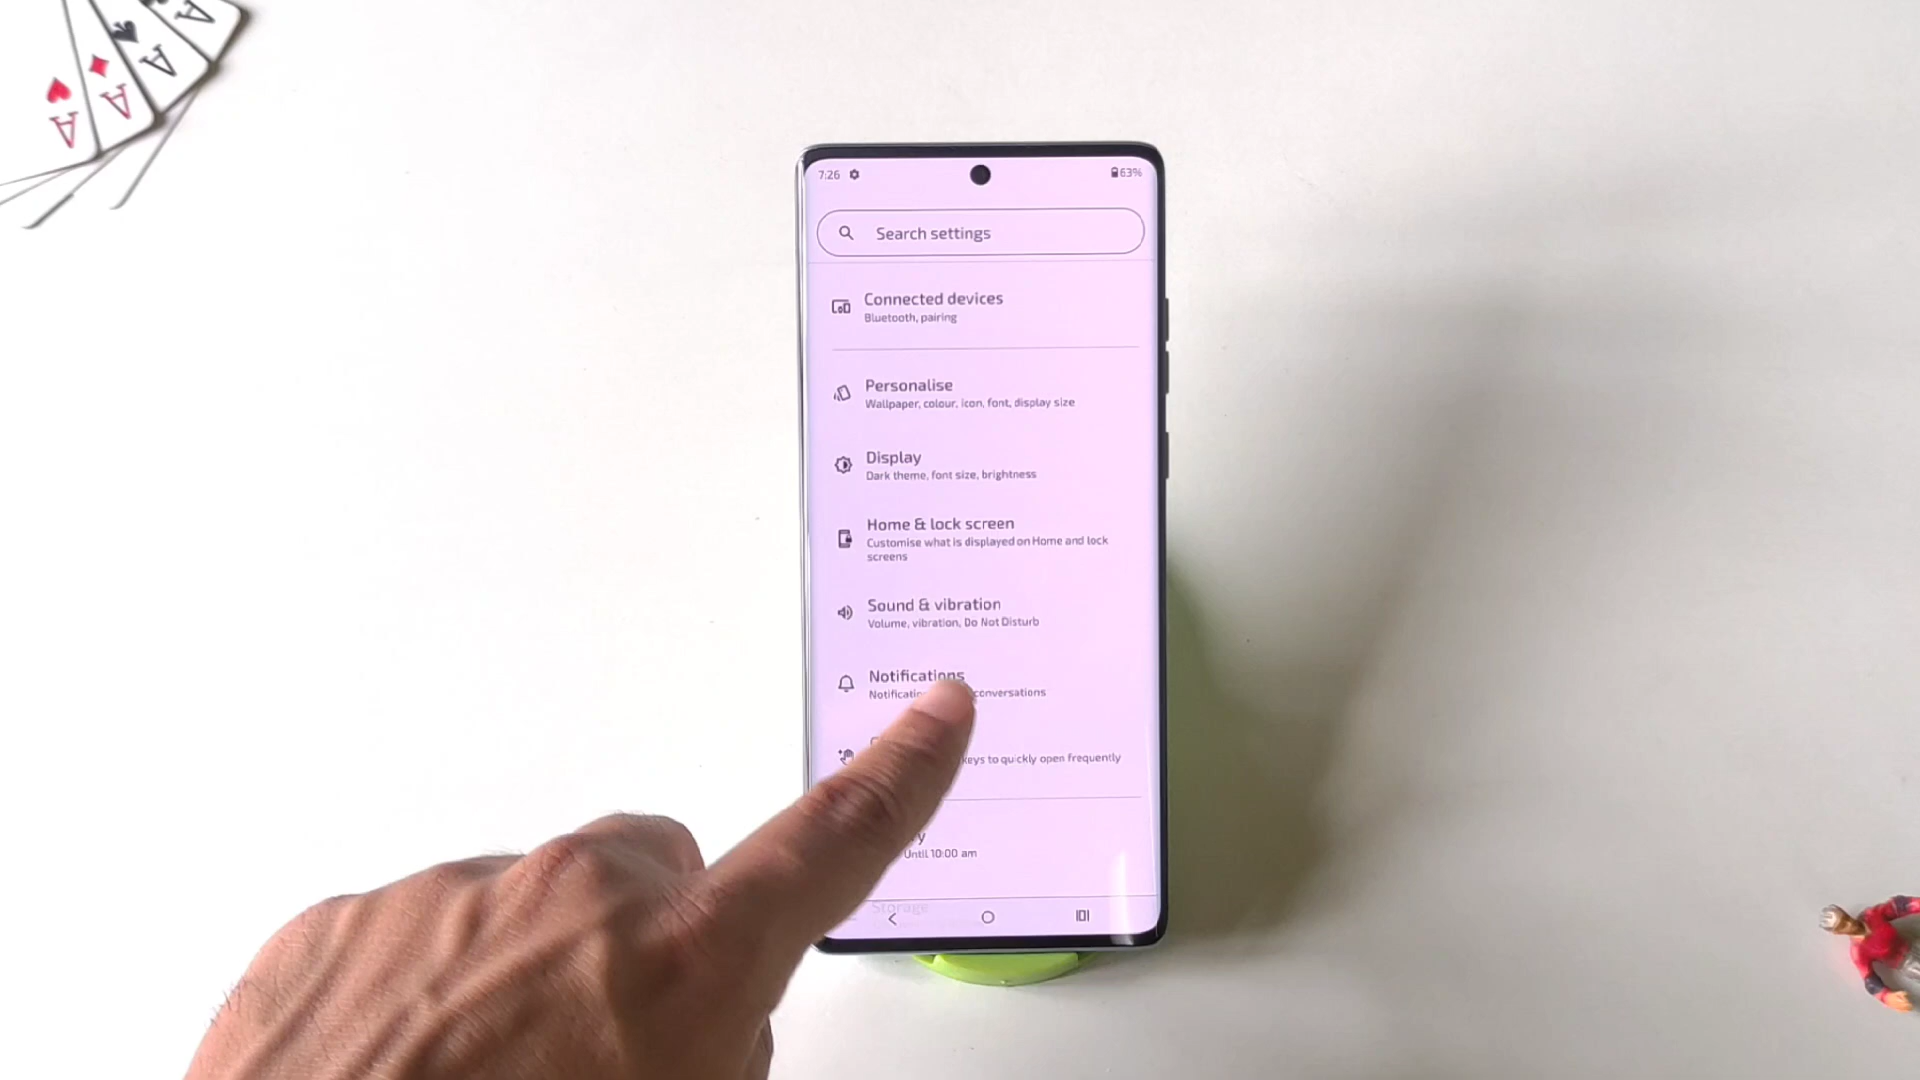 A
A
A
A
7:26
63%
Search settings
Connected devices
Bluetooth, pairing
Personalise
Wallpaper, colour, icon, font, display size
Display
Dark theme, font size, brightness
Home & lock screen
Customise what is displayed on Home and lock
screens
Sound & vibration
Volume, vibration, Do Not Disturb
Notifications
conversations
keys to quickly open frequently
Until 10:00 am
Storage